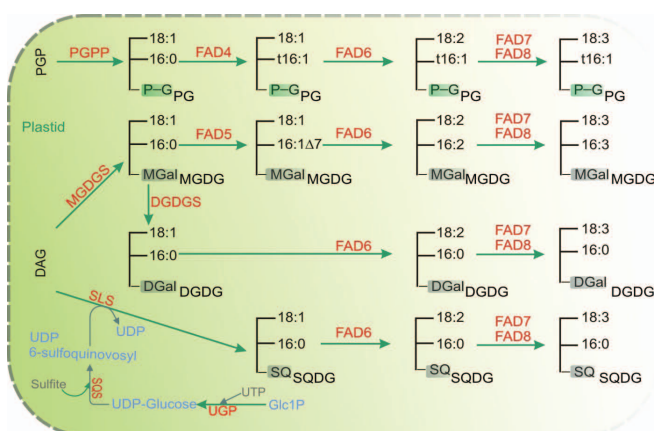 PGP
PGPP
18:1
16:0
P–G PG
FAD4
18:1
t16:1
P–G PG
FAD6
18:2
t16:1
P–G PG
FAD7
FAD8
18:3
t16:1
P–G PG
Plastid
MGDGS
18:1
16:0
MGal MGDG
FAD5
18:1
16:1Δ7
MGal MGDG
FAD6
18:2
16:2
MGal MGDG
FAD7
FAD8
18:3
16:3
MGal MGDG
DGDGS
DAG
18:1
16:0
DGal DGDG
FAD6
18:2
16:0
DGal DGDG
FAD7
FAD8
18:3
16:0
DGal DGDG
SLS
18:1
16:0
SQ SQDG
FAD6
18:2
16:0
SQ SQDG
FAD7
FAD8
18:3
16:0
SQ SQDG
UDP
UDP
6-sulfoquinovosyl
Sulfite
SQS
UDP-Glucose
UGP
UTP
Glc1P